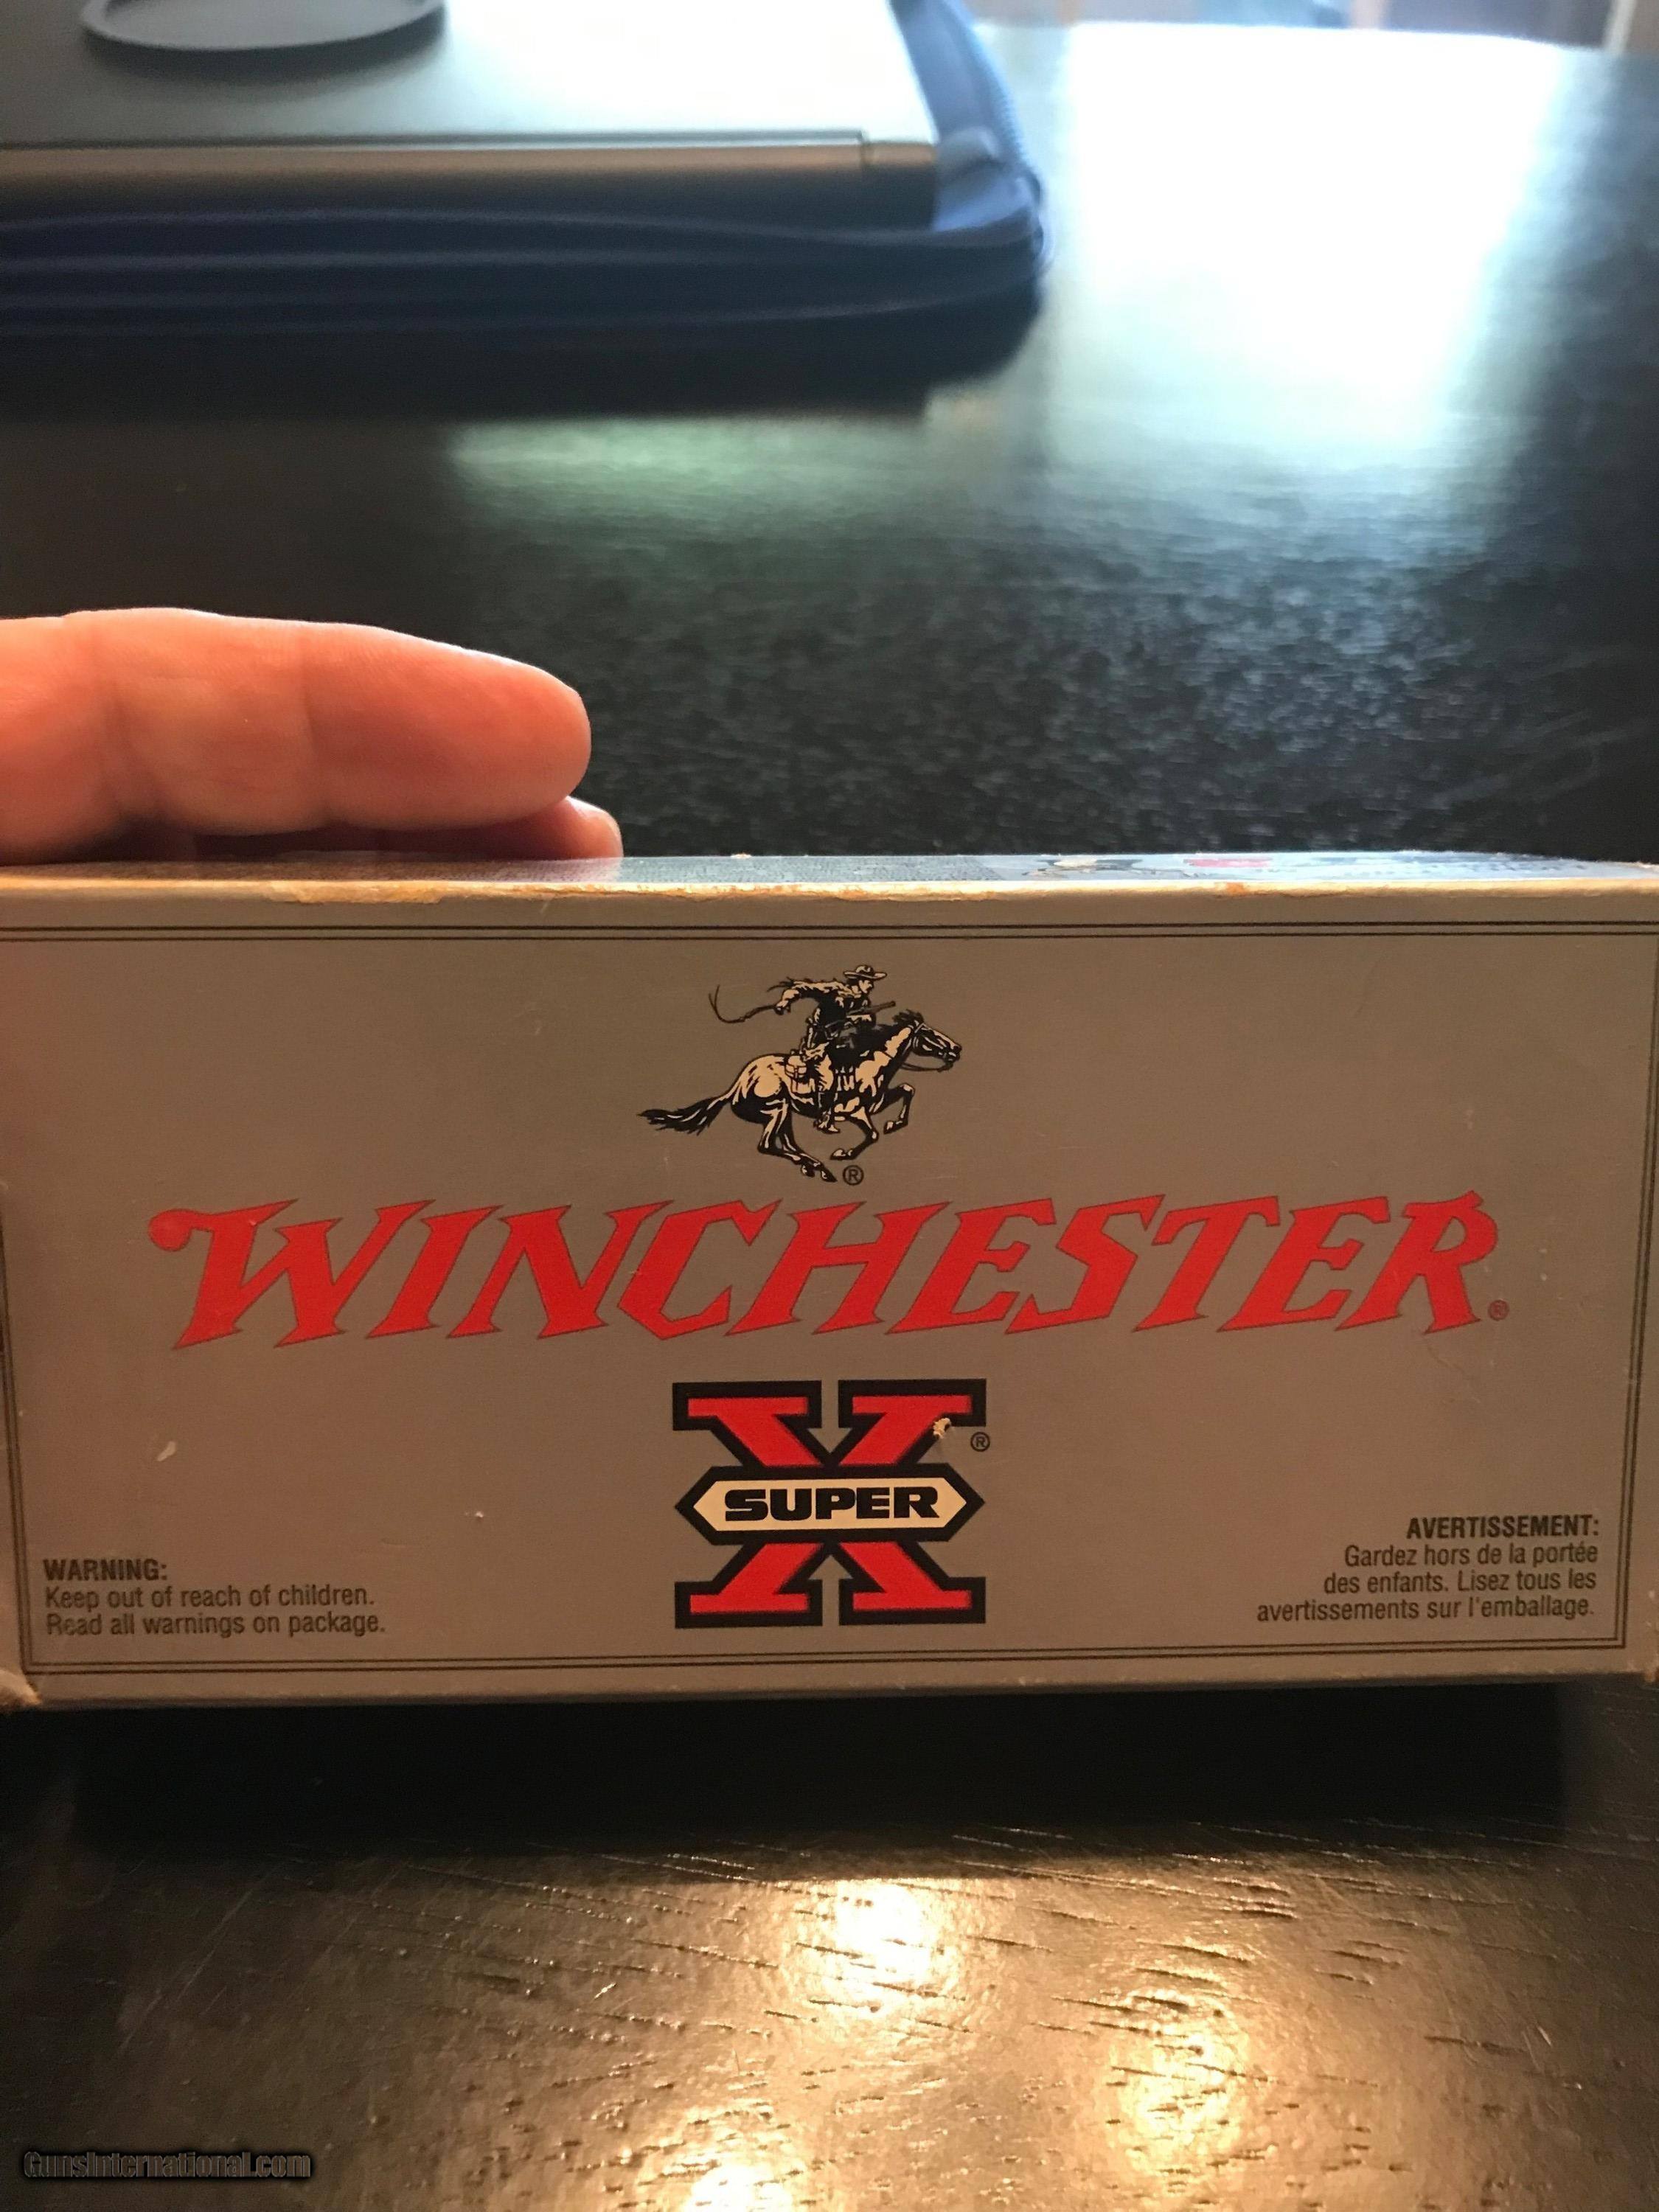 ®
WINCHESTER®
X®
SUPER
WARNING:
Keep out of reach of children.
Read all warnings on package.
AVERTISSEMENT:
Gardez hors de la portée
des enfants. Lisez tous les
avertissements sur l'emballage.
GunsInternational.com